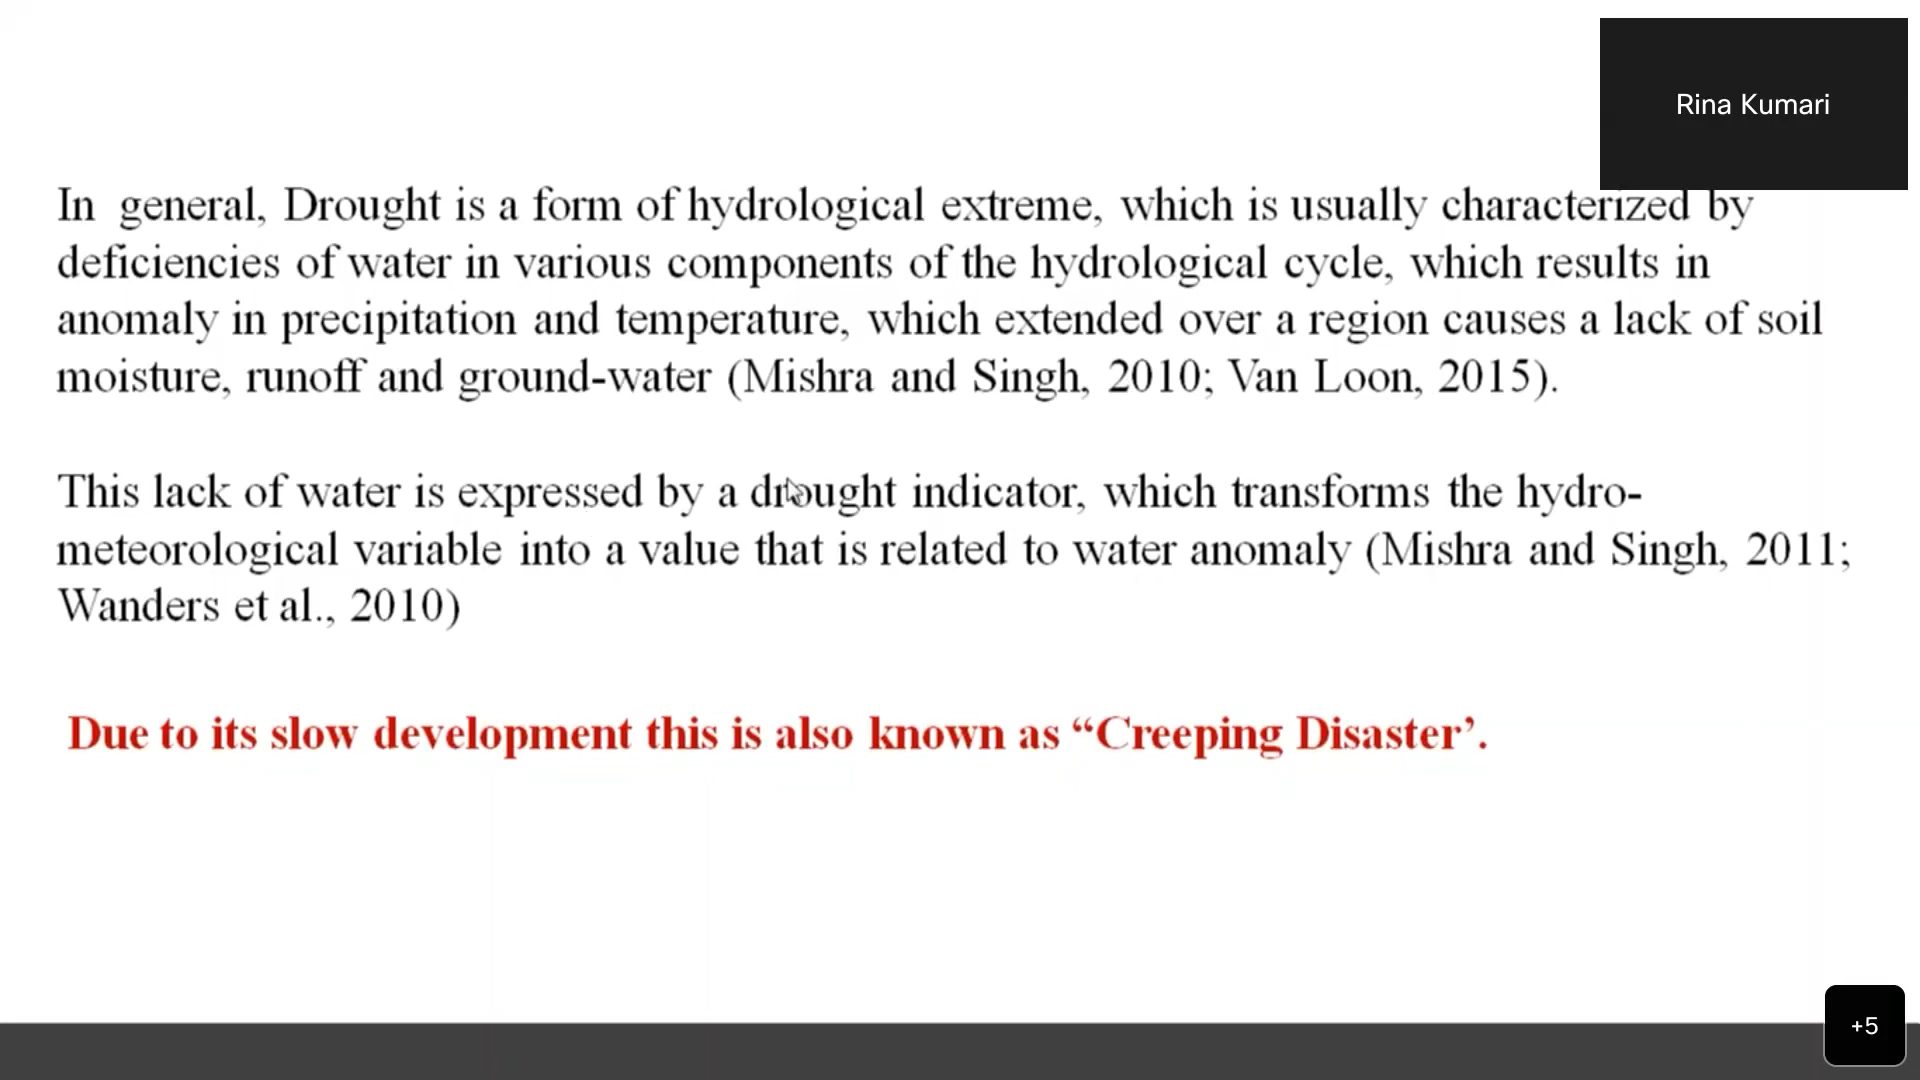 Rina Kumari
In general, Drought is a form of hydrological extreme, which is usually characterized by
deficiencies of water in various components of the hydrological cycle, which results in
anomaly in precipitation and temperature, which extended over a region causes a lack of soil
moisture, runoff and ground-water (Mishra and Singh, 2010; Van Loon, 2015).
This lack of water is expressed by a drought indicator, which transforms the hydro-
meteorological variable into a value that is related to water anomaly (Mishra and Singh, 2011;
Wanders et al., 2010)
Due to its slow development this is also known as “Creeping Disaster’.
+5